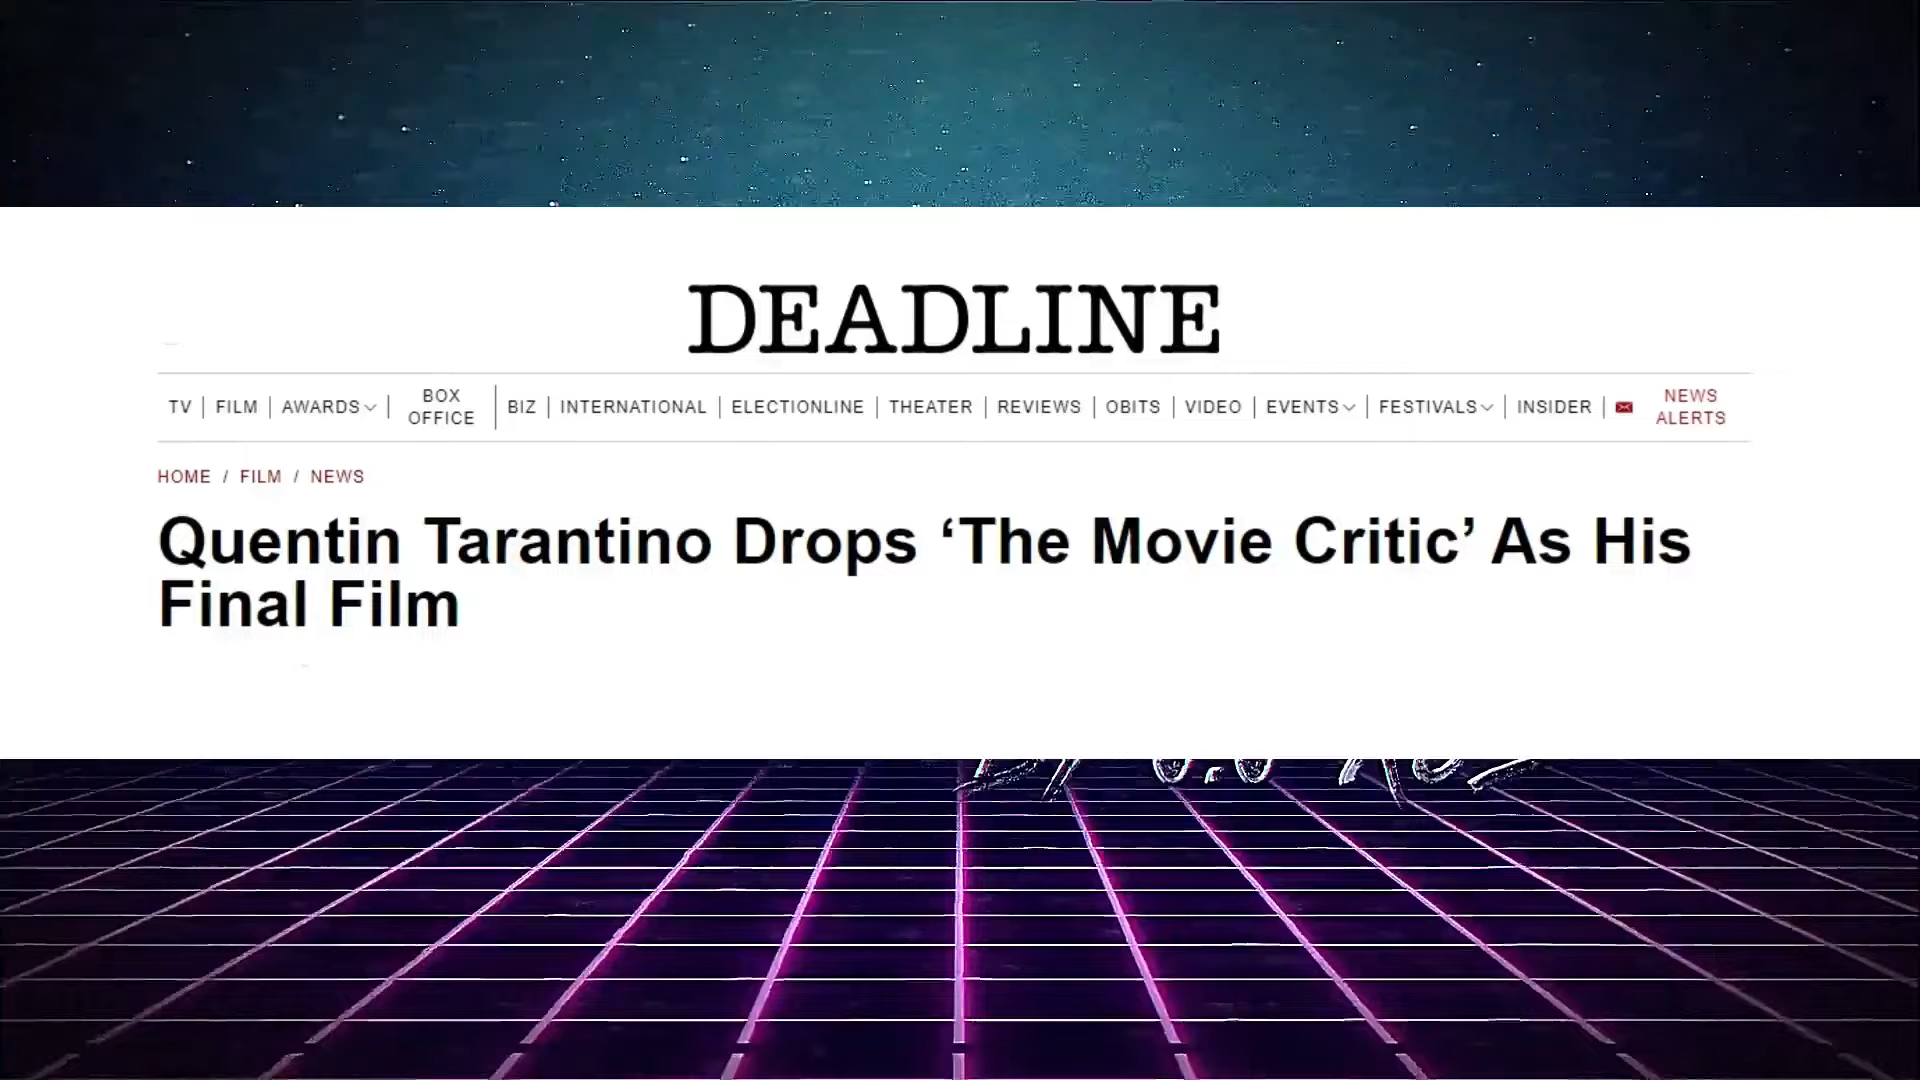 DEADLINE
TV | FILM | AWARDS | BOX OFFICE | BIZ | INTERNATIONAL | ELECTIONLINE | THEATER | REVIEWS | OBITS | VIDEO | EVENTS | FESTIVALS | INSIDER | NEWS ALERTS
HOME / FILM / NEWS
Quentin Tarantino Drops ‘The Movie Critic’ As His
Final Film